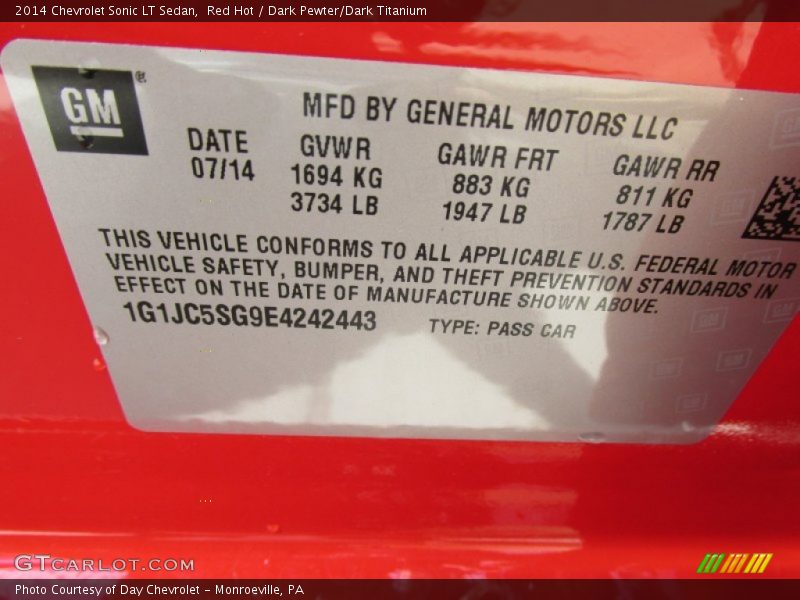 2014 Chevrolet Sonic LT Sedan,  Red Hot / Dark Pewter/Dark Titanium
GM ®
MFD BY GENERAL MOTORS LLC
DATE GVWR GAWR FRT GAWR RR
07/14 1694 KG 883 KG 811 KG
3734 LB 1947 LB 1787 LB
THIS VEHICLE CONFORMS TO ALL APPLICABLE U.S. FEDERAL MOTOR
VEHICLE SAFETY, BUMPER, AND THEFT PREVENTION STANDARDS IN
EFFECT ON THE DATE OF MANUFACTURE SHOWN ABOVE.
1G1JC5SG9E4242443 TYPE: PASS CAR
GTCARLOT.COM
Photo Courtesy of Day Chevrolet - Monroeville, PA